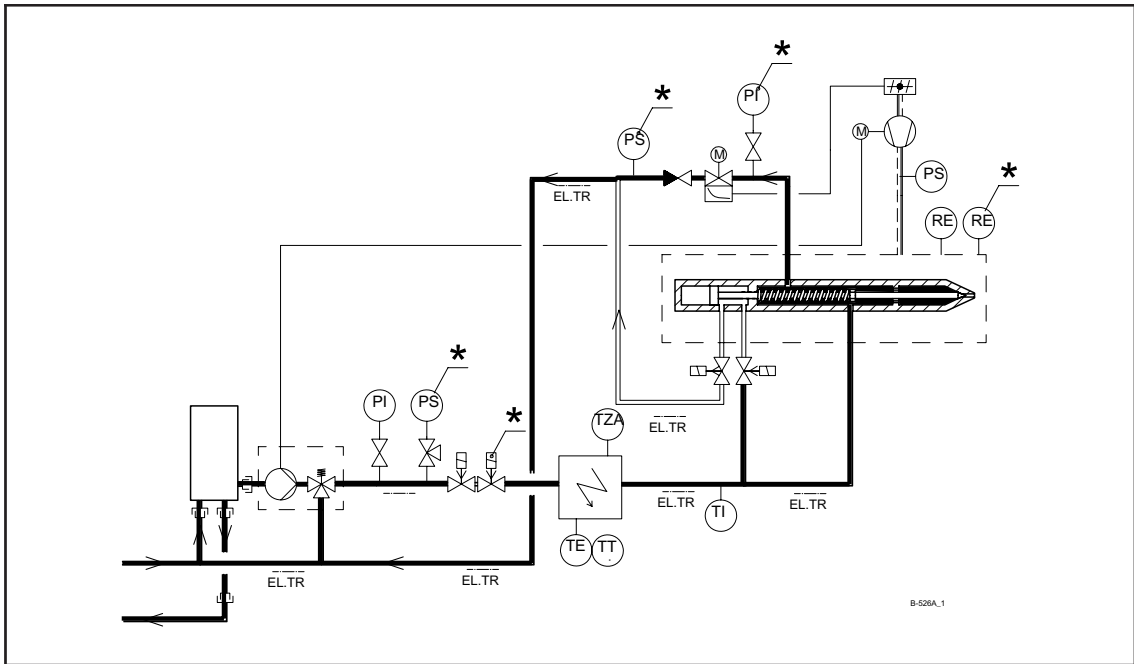 *
*
PI
PS
M
M
PS
*
EL.TR
RE
RE
*
PI
PS
*
TZA
EL.TR
EL.TR
TI
EL.TR
TE
TT
EL.TR
EL.TR
B-526A_1